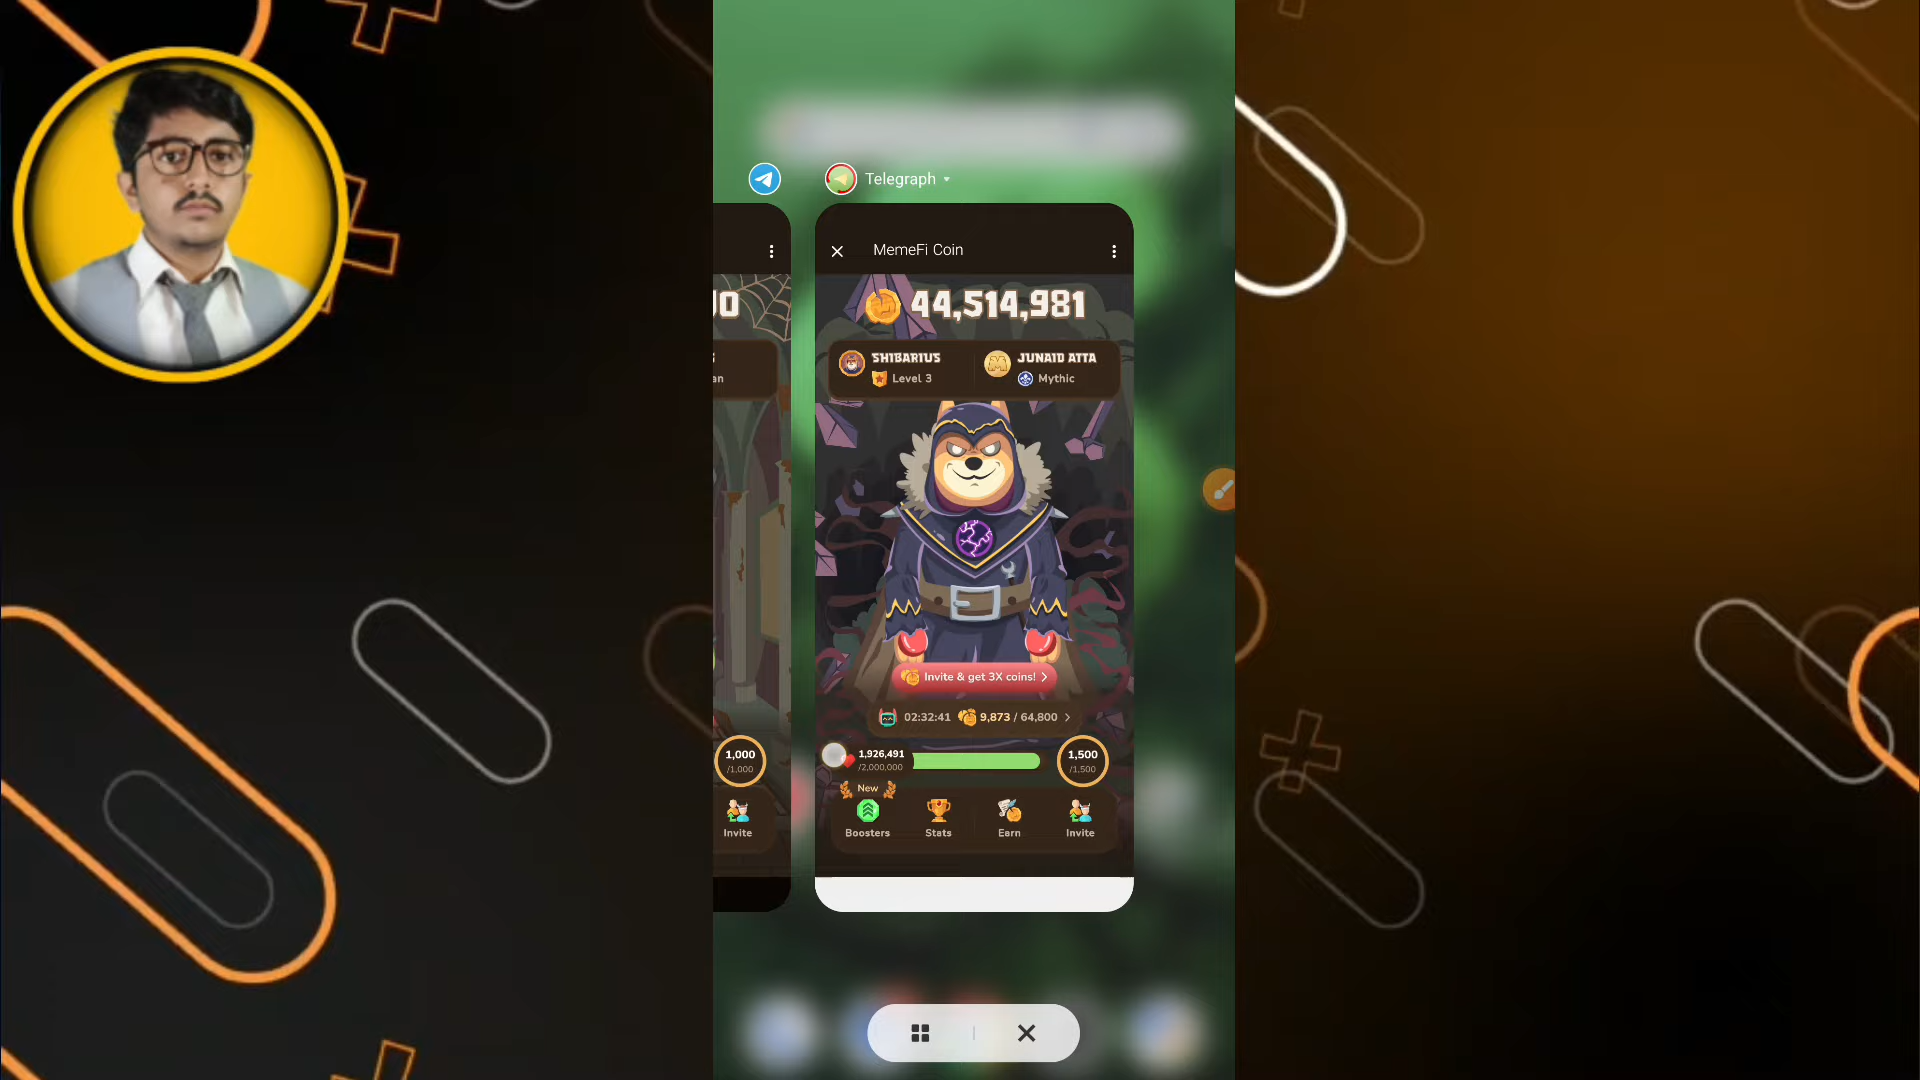 Telegraph
MemeFi Coin
44,514,981
SHIBARIUS
Level 3
JUNAID ATTA
Mythic
Invite & get 3X coins!
02:32:41 9,873 / 64,800
1,926,491
/2,000,000
1,500
/1,500
New
Boosters
Stats
Earn
Invite
1,000
/1,000
Invite